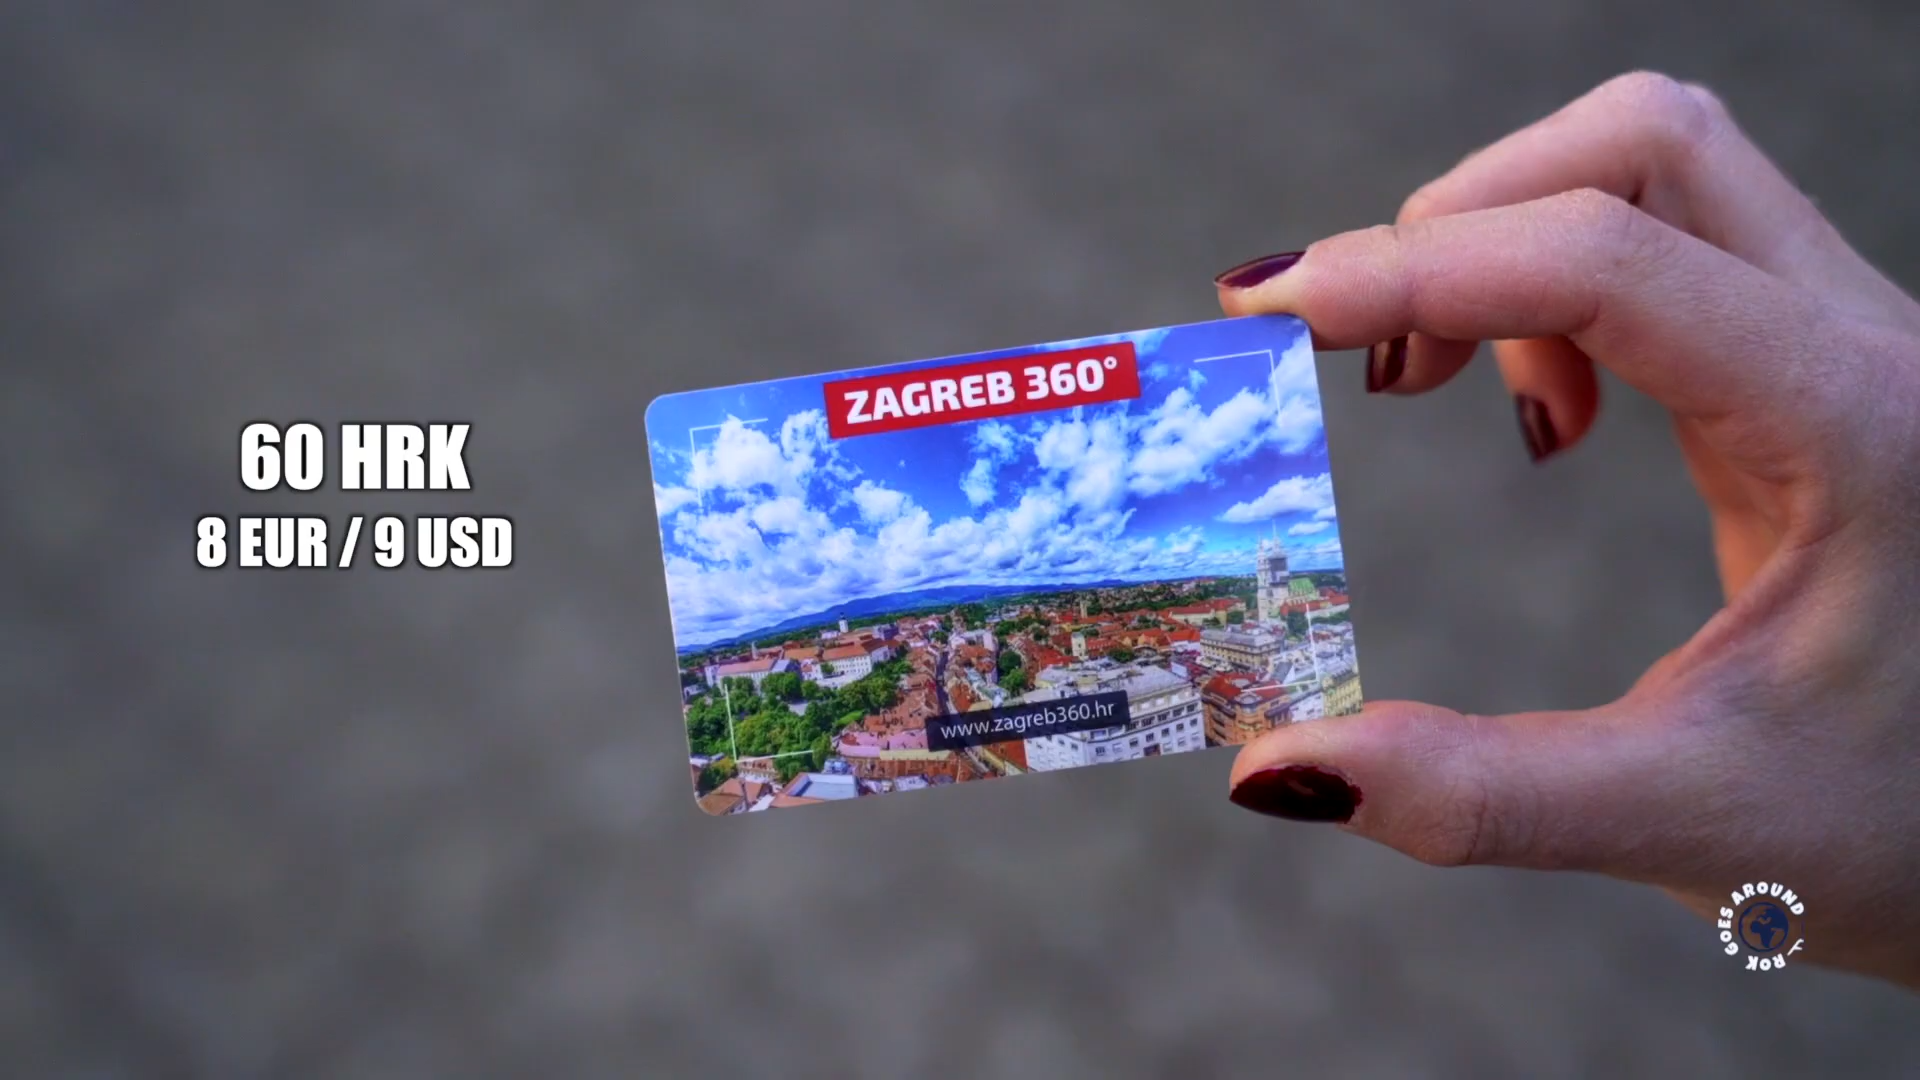 60 HRK
8 EUR / 9 USD
ZAGREB 360°
www.zagreb360.hr
ROK GOES AROUND